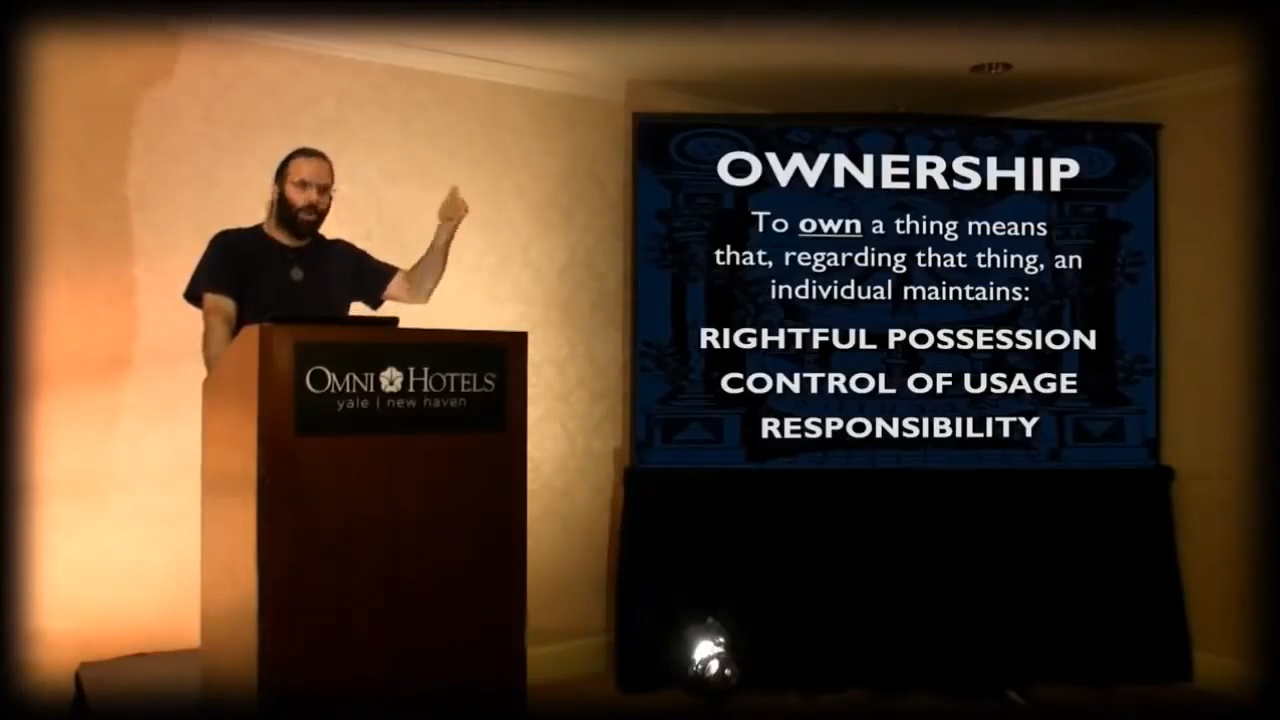 OMNI HOTELS
yale | new haven
OWNERSHIP
To own a thing means
that, regarding that thing, an
individual maintains:
RIGHTFUL POSSESSION
CONTROL OF USAGE
RESPONSIBILITY